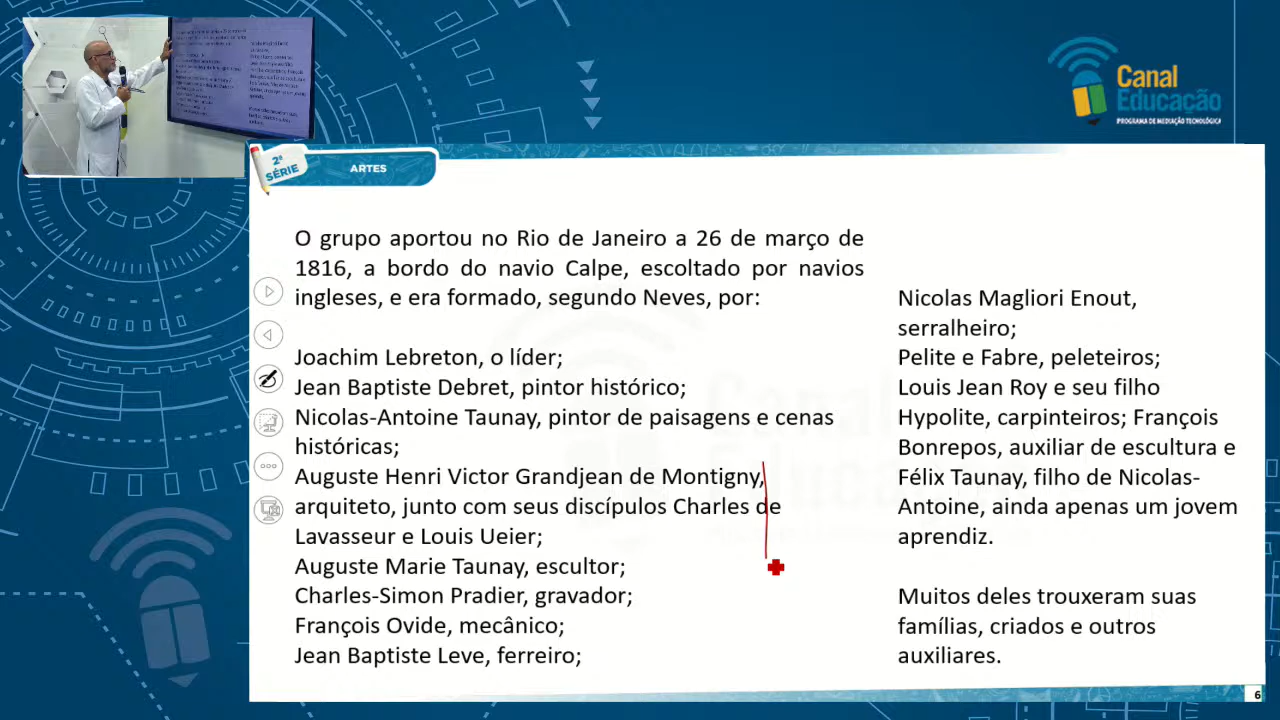 Canal
Educação
PROGRAMA DE MEDIAÇÃO TECNOLÓGICA
2ª
SÉRIE
ARTES
O grupo aportou no Rio de Janeiro a 26 de março de
1816, a bordo do navio Calpe, escoltado por navios
ingleses, e era formado, segundo Neves, por:
Joachim Lebreton, o líder;
Jean Baptiste Debret, pintor histórico;
Nicolas-Antoine Taunay, pintor de paisagens e cenas
históricas;
Auguste Henri Victor Grandjean de Montigny,
arquiteto, junto com seus discípulos Charles de
Lavasseur e Louis Ueier;
Auguste Marie Taunay, escultor;
Charles-Simon Pradier, gravador;
François Ovide, mecânico;
Jean Baptiste Leve, ferreiro;
Nicolas Magliori Enout,
serralheiro;
Pelite e Fabre, peleteiros;
Louis Jean Roy e seu filho
Hypolite, carpinteiros; François
Bonrepos, auxiliar de escultura e
Félix Taunay, filho de Nicolas-
Antoine, ainda apenas um jovem
aprendiz.
Muitos deles trouxeram suas
famílias, criados e outros
auxiliares.
6